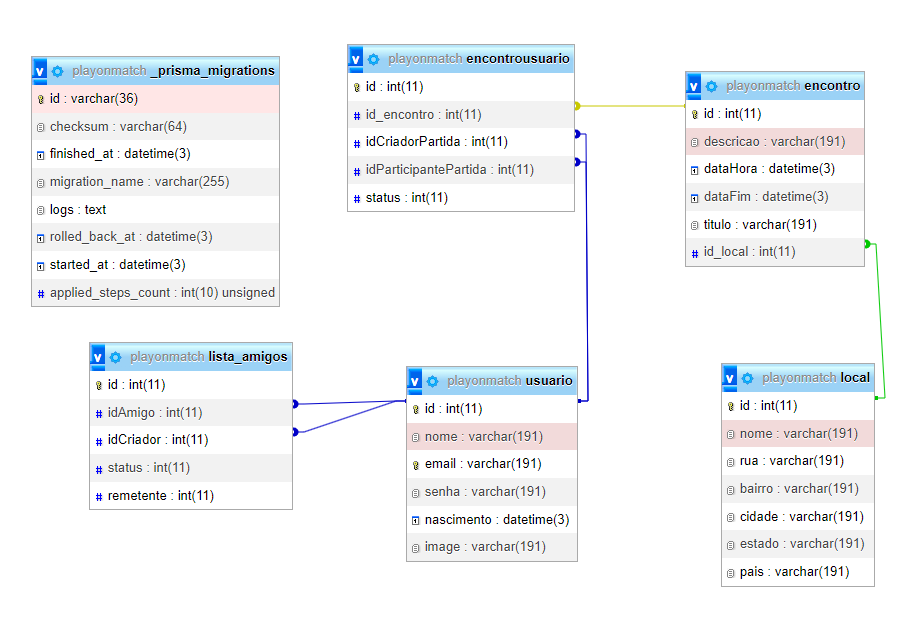 playonmatch _prisma_migrations
id : varchar(36)
checksum : varchar(64)
finished_at : datetime(3)
migration_name : varchar(255)
logs : text
rolled_back_at : datetime(3)
started_at : datetime(3)
# applied_steps_count : int(10) unsigned
playonmatch encontrousuario
id : int(11)
# id_encontro : int(11)
# idCriadorPartida : int(11)
# idParticipantePartida : int(11)
# status : int(11)
playonmatch encontro
id : int(11)
descricao : varchar(191)
dataHora : datetime(3)
dataFim : datetime(3)
titulo : varchar(191)
# id_local : int(11)
playonmatch lista_amigos
id : int(11)
# idAmigo : int(11)
# idCriador : int(11)
# status : int(11)
# remetente : int(11)
playonmatch usuario
id : int(11)
nome : varchar(191)
email : varchar(191)
senha : varchar(191)
nascimento : datetime(3)
image : varchar(191)
playonmatch local
id : int(11)
nome : varchar(191)
rua : varchar(191)
bairro : varchar(191)
cidade : varchar(191)
estado : varchar(191)
pais : varchar(191)